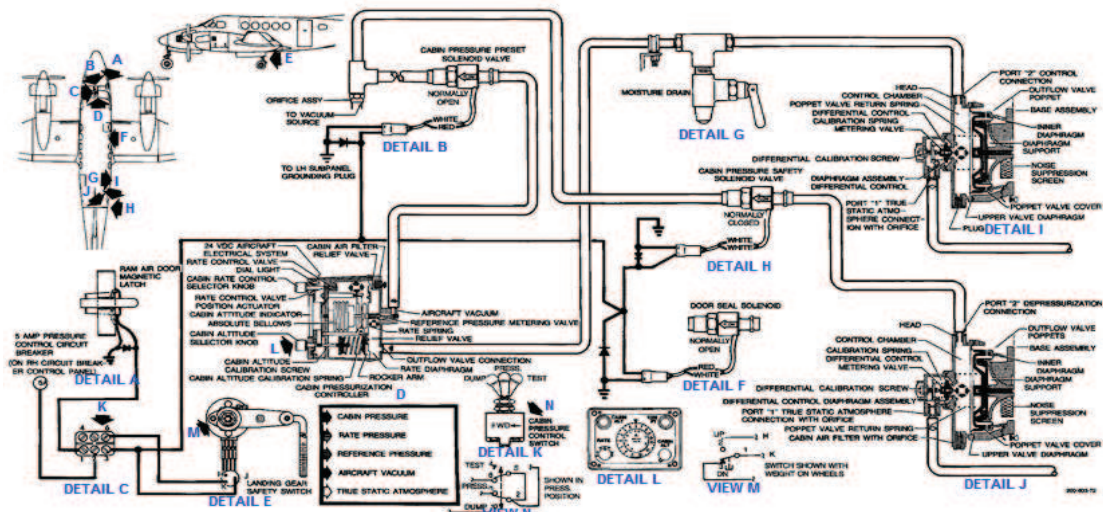 A
B
C
D
E
F
G
J
I
H
ORIFICE ASSY
TO VACUUM
SOURCE
CABIN PRESSURE PRESET
SOLENOID VALVE
NORMALLY
OPEN
WHITE
RED
DETAIL B
TO LH SUBPANEL
GROUNDING PLUG
MOISTURE DRAIN
DETAIL G
PORT "2" CONTROL
CONNECTION
HEAD
CONTROL CHAMBER
POPPET VALVE RETURN SPRING
DIFFERENTIAL CONTROL
CALIBRATION SPRING
METERING VALVE
DIFFERENTIAL CALIBRATION SCREW
DIAPHRAGM ASSEMBLY
DIFFERENTIAL CONTROL
PORT "1" TRUE
STATIC ATMO-
SPHERE CONNECT-
ION WITH ORIFICE
PLUG
OUTFLOW VALVE
POPPET
BASE ASSEMBLY
INNER
DIAPHRAGM
DIAPHRAGM
SUPPORT
NOISE
SUPPRESSION
SCREEN
POPPET VALVE COVER
UPPER VALVE DIAPHRAGM
DETAIL I
CABIN PRESSURE SAFETY
SOLENOID VALVE
NORMALLY
CLOSED
WHITE
WHITE
DETAIL H
24 VDC AIRCRAFT
ELECTRICAL SYSTEM
RATE CONTROL VALVE
DIAL LIGHT
CABIN RATE CONTROL
SELECTOR KNOB
RATE CONTROL VALVE
POSITION ACTUATOR
CABIN ATTITUDE INDICATOR
ABSOLUTE BELLOWS
CABIN ALTITUDE
SELECTOR KNOB
L
CABIN ALTITUDE
CALIBRATION SCREW
CABIN ALTITUDE CALIBRATION SPRING
CABIN PRESSURIZATION
CONTROLLER
D
CABIN AIR FILTER
RELIEF VALVE
AIRCRAFT VACUUM
REFERENCE PRESSURE METERING VALVE
RATE SPRING
RELIEF VALVE
OUTFLOW VALVE CONNECTION
RATE DIAPHRAGM
ROCKER ARM
RAM AIR DOOR
MAGNETIC
LATCH
5 AMP PRESSURE
CONTROL CIRCUIT
BREAKER
(ON RH CIRCUIT BREAK
ER CONTROL PANEL)
DETAIL A
K
DETAIL C
M
LANDING GEAR
SAFETY SWITCH
DETAIL E
CABIN PRESSURE
RATE PRESSURE
REFERENCE PRESSURE
AIRCRAFT VACUUM
TRUE STATIC ATMOSPHERE
PRESS.
DUMP
TEST
FWD
N
CABIN
PRESSURE
CONTROL
SWITCH
DETAIL K
TEST
PRESS
DUMP
SHOWN IN
PRESS.
POSITION
VIEW N
DOOR SEAL SOLENOID
NORMALLY
OPEN
RED
WHITE
DETAIL F
DETAIL L
UP
H
K
DN
SWITCH SHOWN WITH
WEIGHT ON WHEELS
VIEW M
PORT "2" DEPRESSURIZATION
CONNECTION
HEAD
CONTROL CHAMBER
CALIBRATION SPRING
DIFFERENTIAL CONTROL
METERING VALVE
DIFFERENTIAL CALIBRATION SCREW
DIFFERENTIAL CONTROL DIAPHRAGM ASSEMBLY
PORT "1" TRUE STATIC ATMOSPHERE
CONNECTION WITH ORIFICE
POPPET VALVE RETURN SPRING
CABIN AIR FILTER WITH ORIFICE
OUTFLOW VALVE
POPPETS
BASE ASSEMBLY
INNER
DIAPHRAGM
DIAPHRAGM
SUPPORT
NOISE
SUPPRESSION
SCREEN
POPPET VALVE COVER
UPPER VALVE DIAPHRAGM
DETAIL J